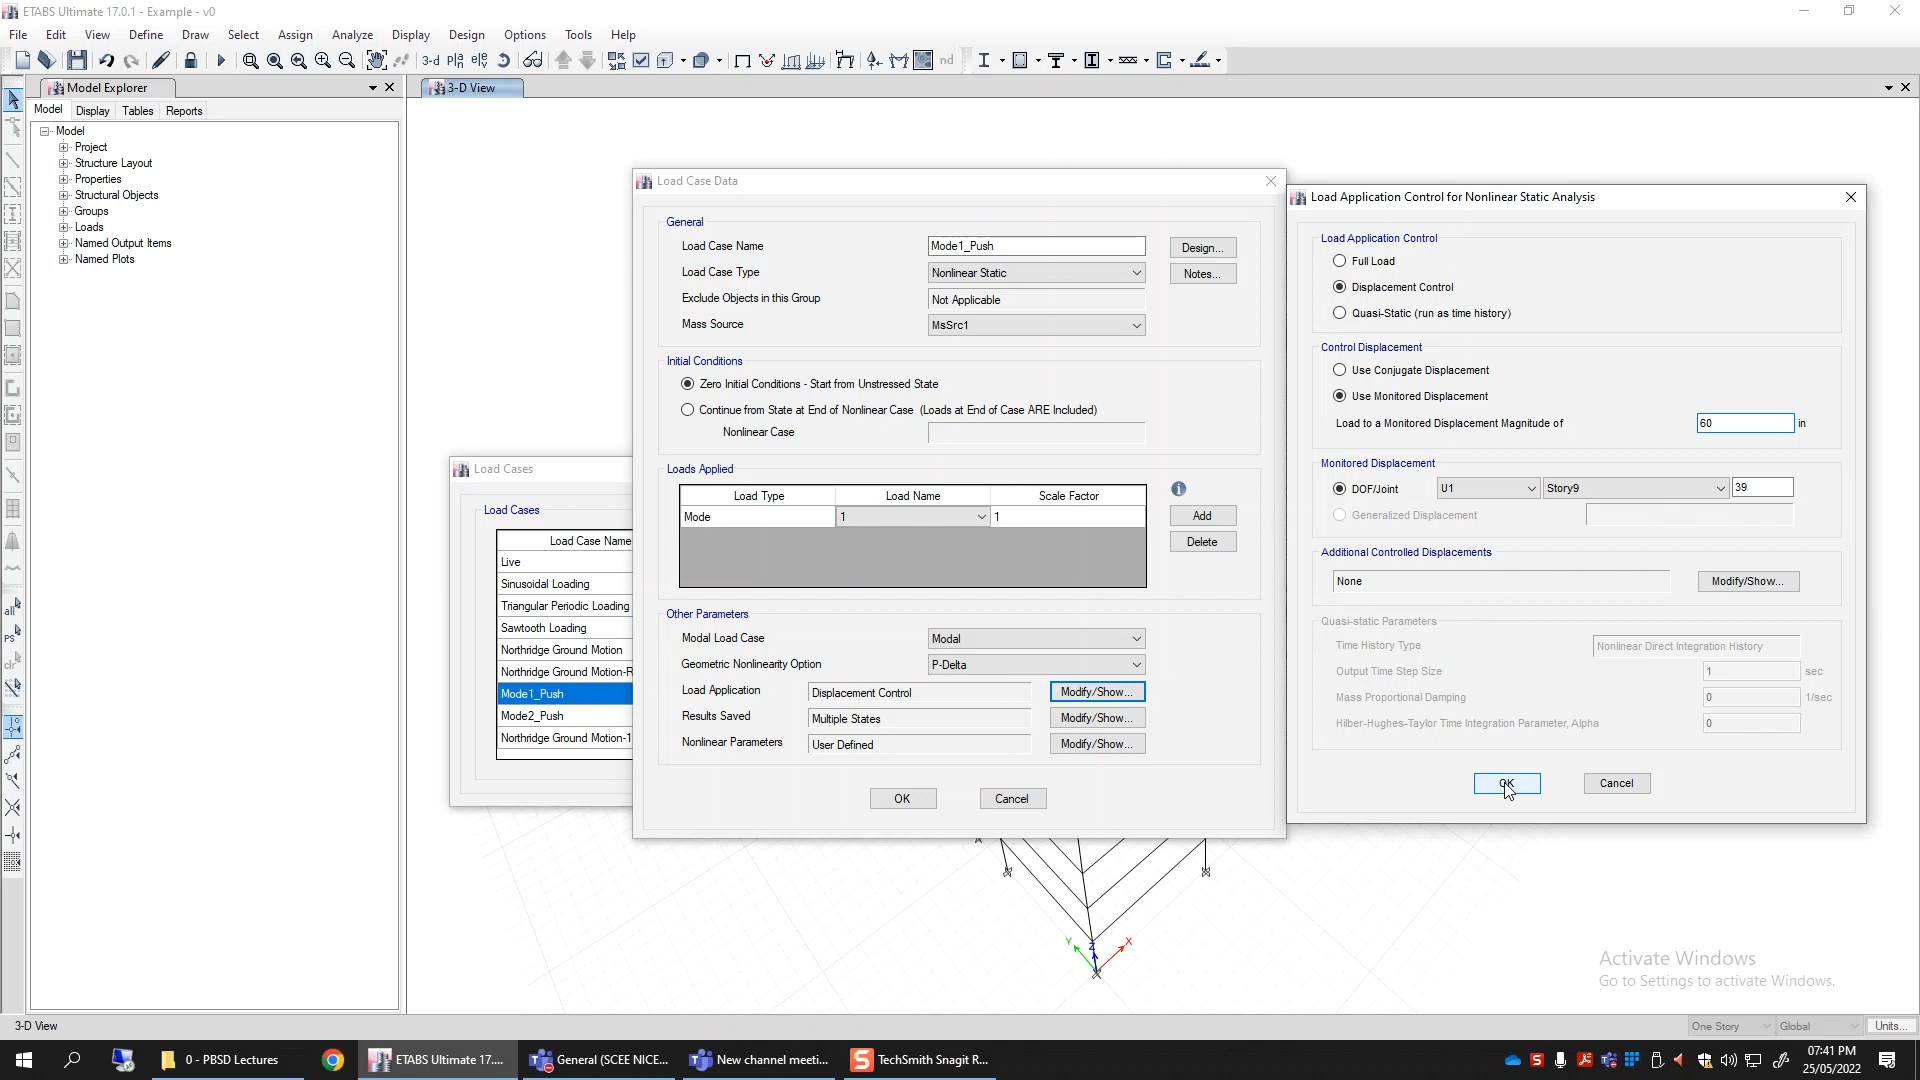 ETABS Ultimate 17.0.1 - Example - v0
File Edit View Define Draw Select Assign Analyze Display Design Options Tools Help
3-d nd
Model Explorer
3-D View
Model Display Tables Reports
Model
Project
Structure Layout
Properties
Structural Objects
Groups
Loads
Named Output Items
Named Plots
all
PS
clr
Load Cases
Load Cases
Load Case Name
Live
Sinusoidal Loading
Triangular Periodic Loading
Sawtooth Loading
Northridge Ground Motion
Northridge Ground Motion-R
Mode1_Push
Mode2_Push
Northridge Ground Motion-1
Load Case Data
General
Load Case Name Mode1_Push Design...
Load Case Type Nonlinear Static Notes...
Exclude Objects in this Group Not Applicable
Mass Source MsSrc1
Initial Conditions
Zero Initial Conditions - Start from Unstressed State
Continue from State at End of Nonlinear Case (Loads at End of Case ARE Included)
Nonlinear Case
Loads Applied
Load Type Load Name Scale Factor
Mode 1 1 Add
Delete
Other Parameters
Modal Load Case Modal
Geometric Nonlinearity Option P-Delta
Load Application Displacement Control Modify/Show...
Results Saved Multiple States Modify/Show...
Nonlinear Parameters User Defined Modify/Show...
OK Cancel
Load Application Control for Nonlinear Static Analysis
Load Application Control
Full Load
Displacement Control
Quasi-Static (run as time history)
Control Displacement
Use Conjugate Displacement
Use Monitored Displacement
Load to a Monitored Displacement Magnitude of 60 in
Monitored Displacement
DOF/Joint U1 Story9 39
Generalized Displacement
Additional Controlled Displacements
None Modify/Show...
Quasi-static Parameters
Time History Type Nonlinear Direct Integration History
Output Time Step Size 1 sec
Mass Proportional Damping 0 1/sec
Hilber-Hughes-Taylor Time Integration Parameter, Alpha 0
OK Cancel
Y Z X
Activate Windows
Go to Settings to activate Windows.
3-D View One Story Global Units...
0 - PBSD Lectures ETABS Ultimate 17.... General (SCEE NICE... New channel meeti... TechSmith Snagit R...
07:41 PM
25/05/2022